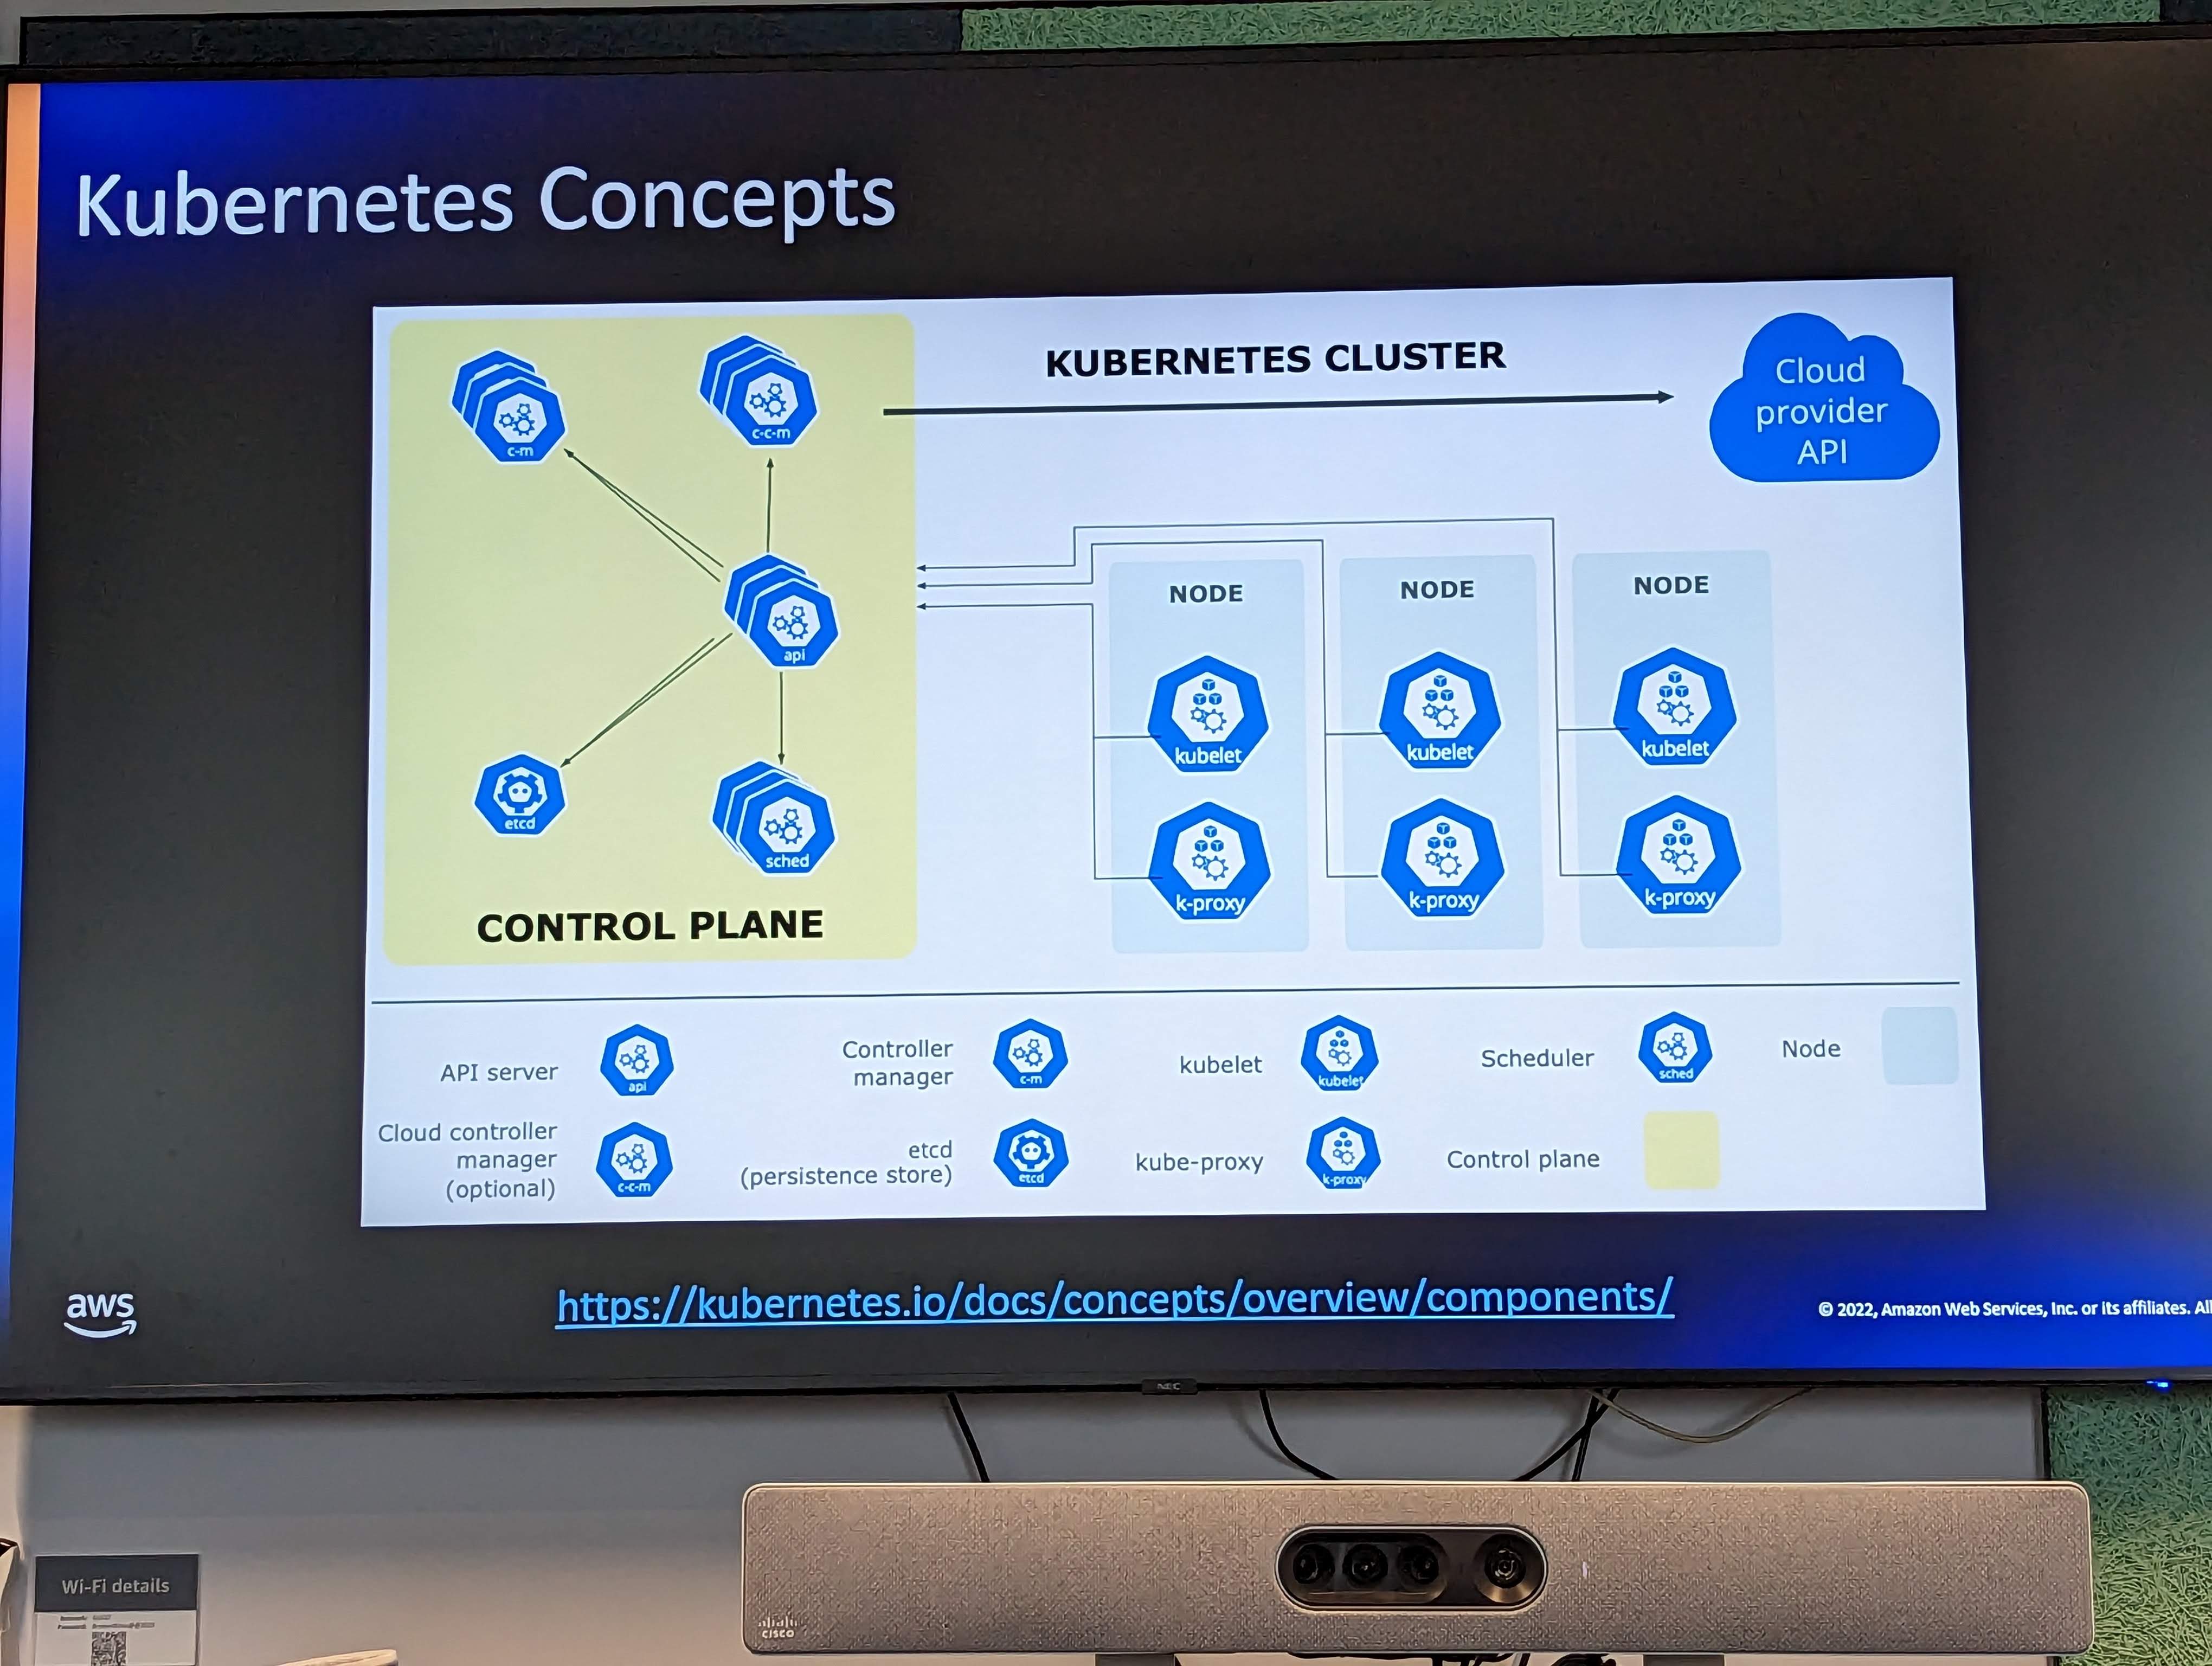 Kubernetes Concepts
KUBERNETES CLUSTER
Cloud
provider
API
c-m
c-c-m
api
etcd
sched
CONTROL PLANE
NODE
NODE
NODE
kubelet
kubelet
kubelet
k-proxy
k-proxy
k-proxy
API server
api
Controller
manager
c-m
kubelet
kubelet
Scheduler
sched
Node
Cloud controller
manager
(optional)
c-c-m
etcd
(persistence store)
etcd
kube-proxy
k-proxy
Control plane
aws
https://kubernetes.io/docs/concepts/overview/components/
© 2022, Amazon Web Services, Inc. or its affiliates. All
NEC
Wi-Fi details
CISCO